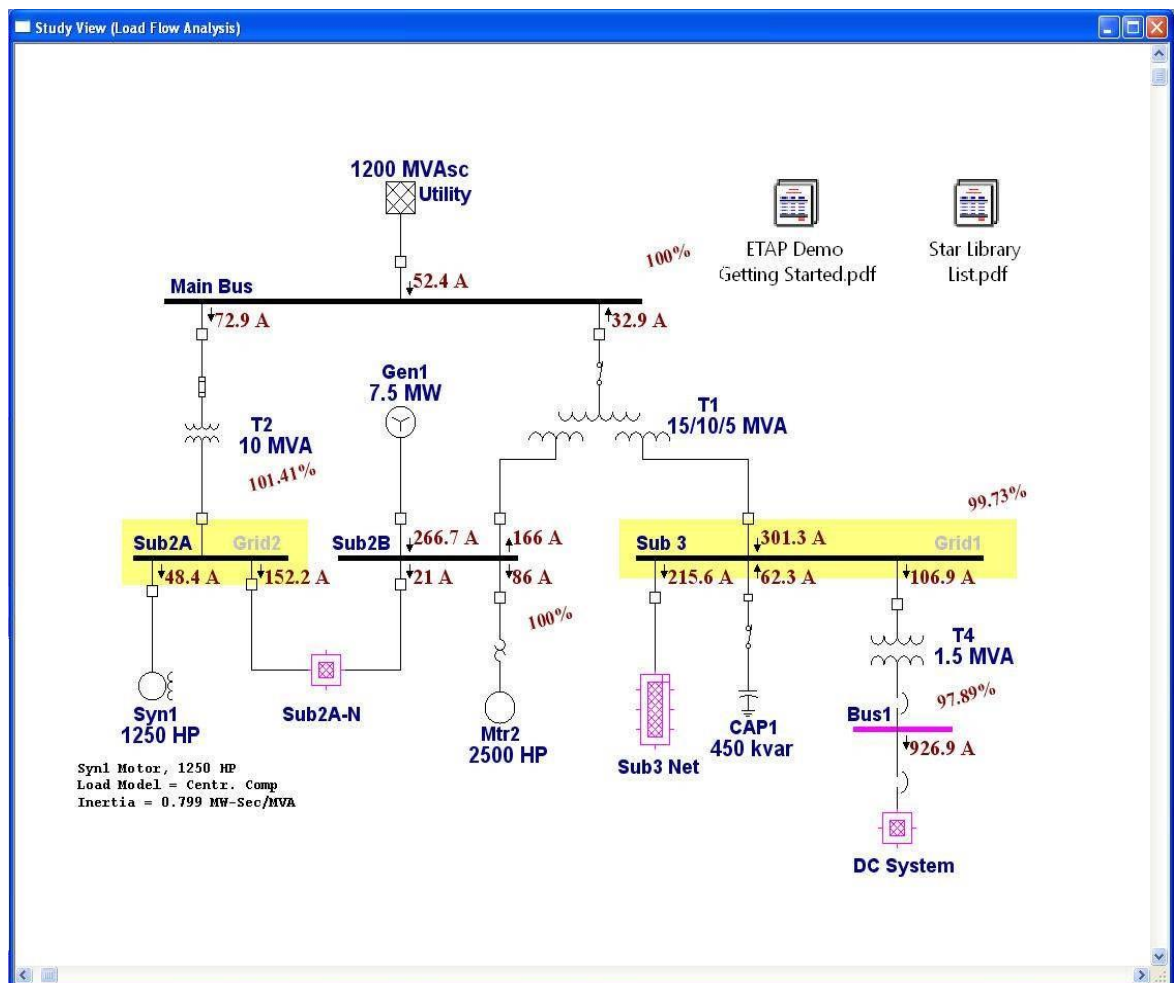 Study View (Load Flow Analysis)
1200 MVAsc
Utility
ETAP Demo
Getting Started.pdf
Star Library
List.pdf
100%
Main Bus
52.4 A
72.9 A
32.9 A
Gen1
7.5 MW
T1
15/10/5 MVA
T2
10 MVA
101.41%
99.73%
Sub2A
Grid2
Sub2B
266.7 A
166 A
Sub 3
301.3 A
Grid1
48.4 A
152.2 A
21 A
86 A
215.6 A
62.3 A
106.9 A
100%
T4
1.5 MVA
97.89%
Syn1
1250 HP
Sub2A-N
Mtr2
2500 HP
Sub3 Net
CAP1
450 kvar
Bus1
926.9 A
Syn1 Motor, 1250 HP
Load Model = Centr. Comp
Inertia = 0.799 MW-Sec/MVA
DC System